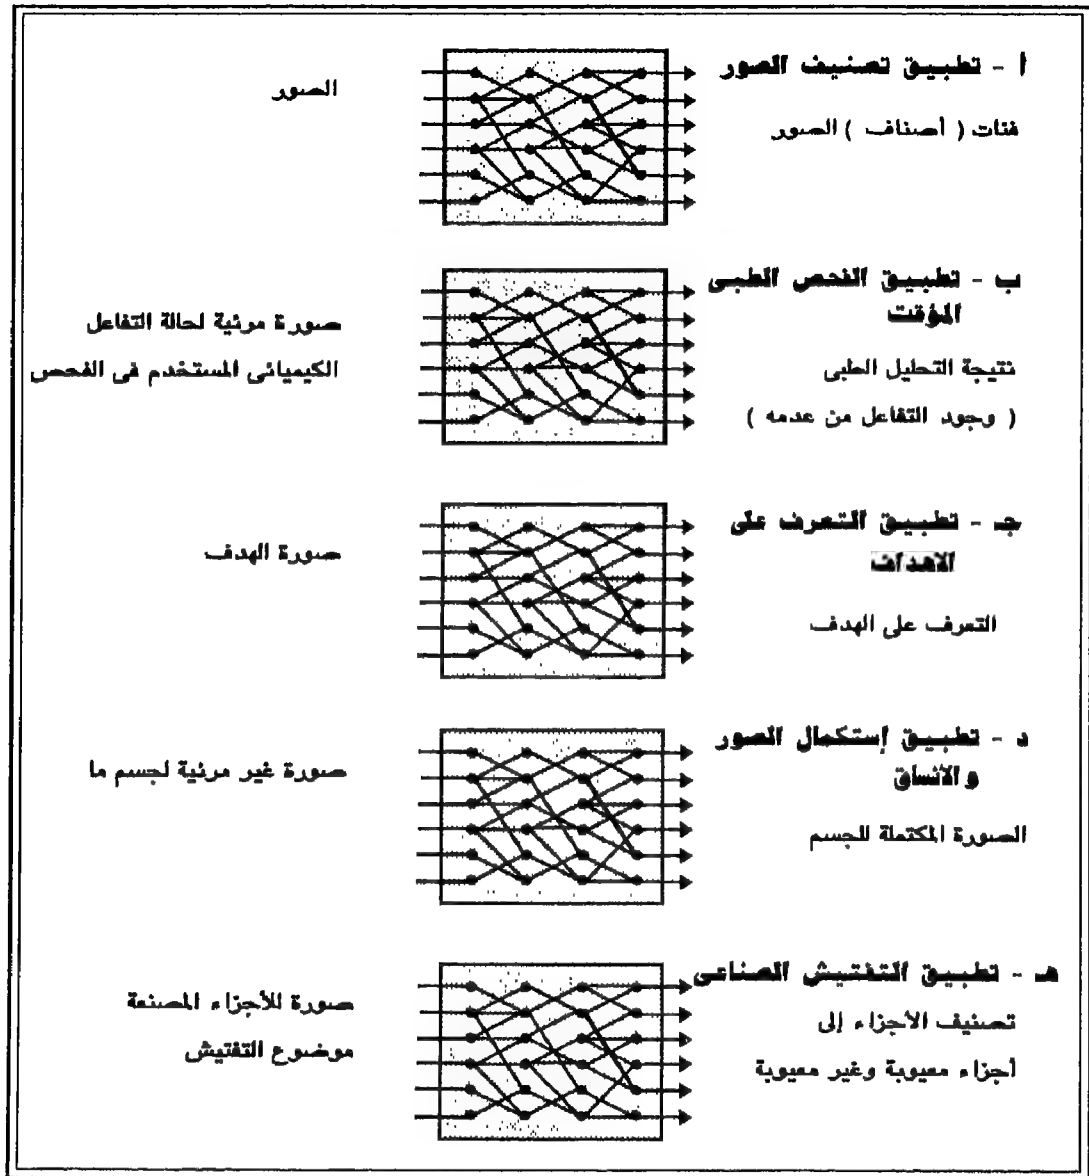 أ - تطبيق تصنيف الصور
فئات ( أصناف ) الصور
الصور
ب - تطبيق الفحص الطبى
المؤقت
نتيجة التحليل الطبى
( وجود التفاعل من عدمه )
صورة مرئية لحالة التفاعل
الكيميائى المستخدم فى الفحص
جـ - تطبيق التعرف على
الاهداف
التعرف على الهدف
صورة الهدف
د - تطبيق إستكمال الصور
والأنساق
الصورة المكتملة للجسم
صورة غير مرئية لجسم ما
هـ - تطبيق التفتيش الصناعى
تصنيف الأجزاء إلى
أجزاء معيوبة وغير معيوبة
صورة للأجزاء المصنعة
موضوع التفتيش